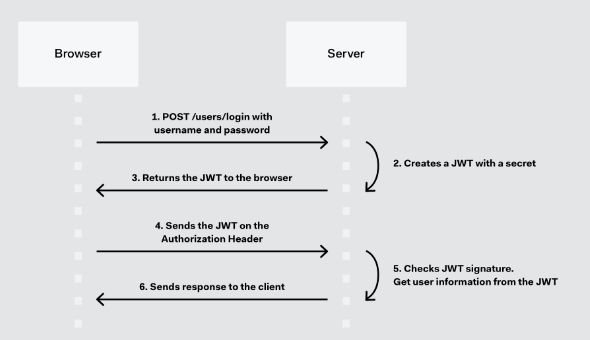 Browser
Server
1. POST /users/login with
username and password
2. Creates a JWT with a secret
3. Returns the JWT to the browser
4. Sends the JWT on the
Authorization Header
5. Checks JWT signature.
Get user information from the JWT
6. Sends response to the client